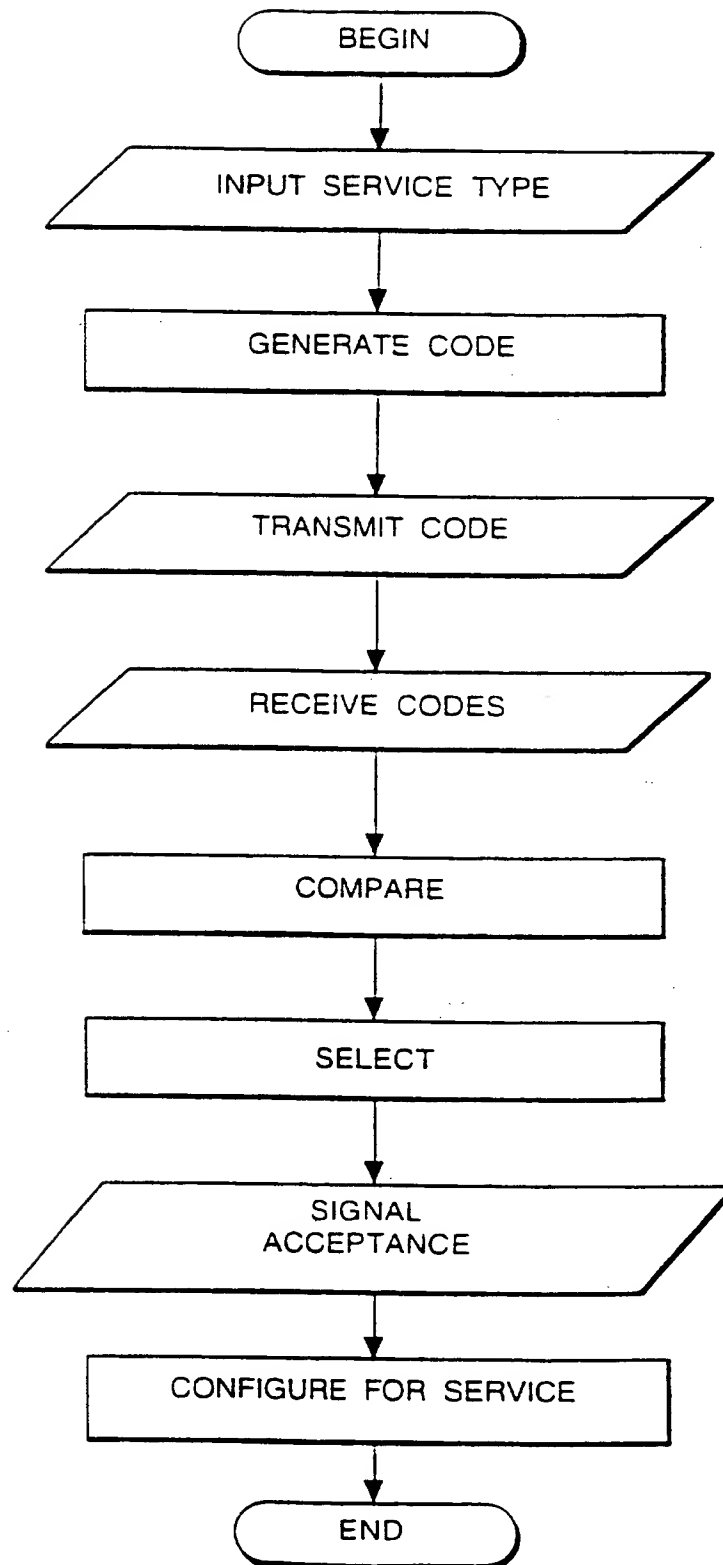 BEGIN
INPUT SERVICE TYPE
GENERATE CODE
TRANSMIT CODE
RECEIVE CODES
COMPARE
SELECT
SIGNAL
ACCEPTANCE
CONFIGURE FOR SERVICE
END